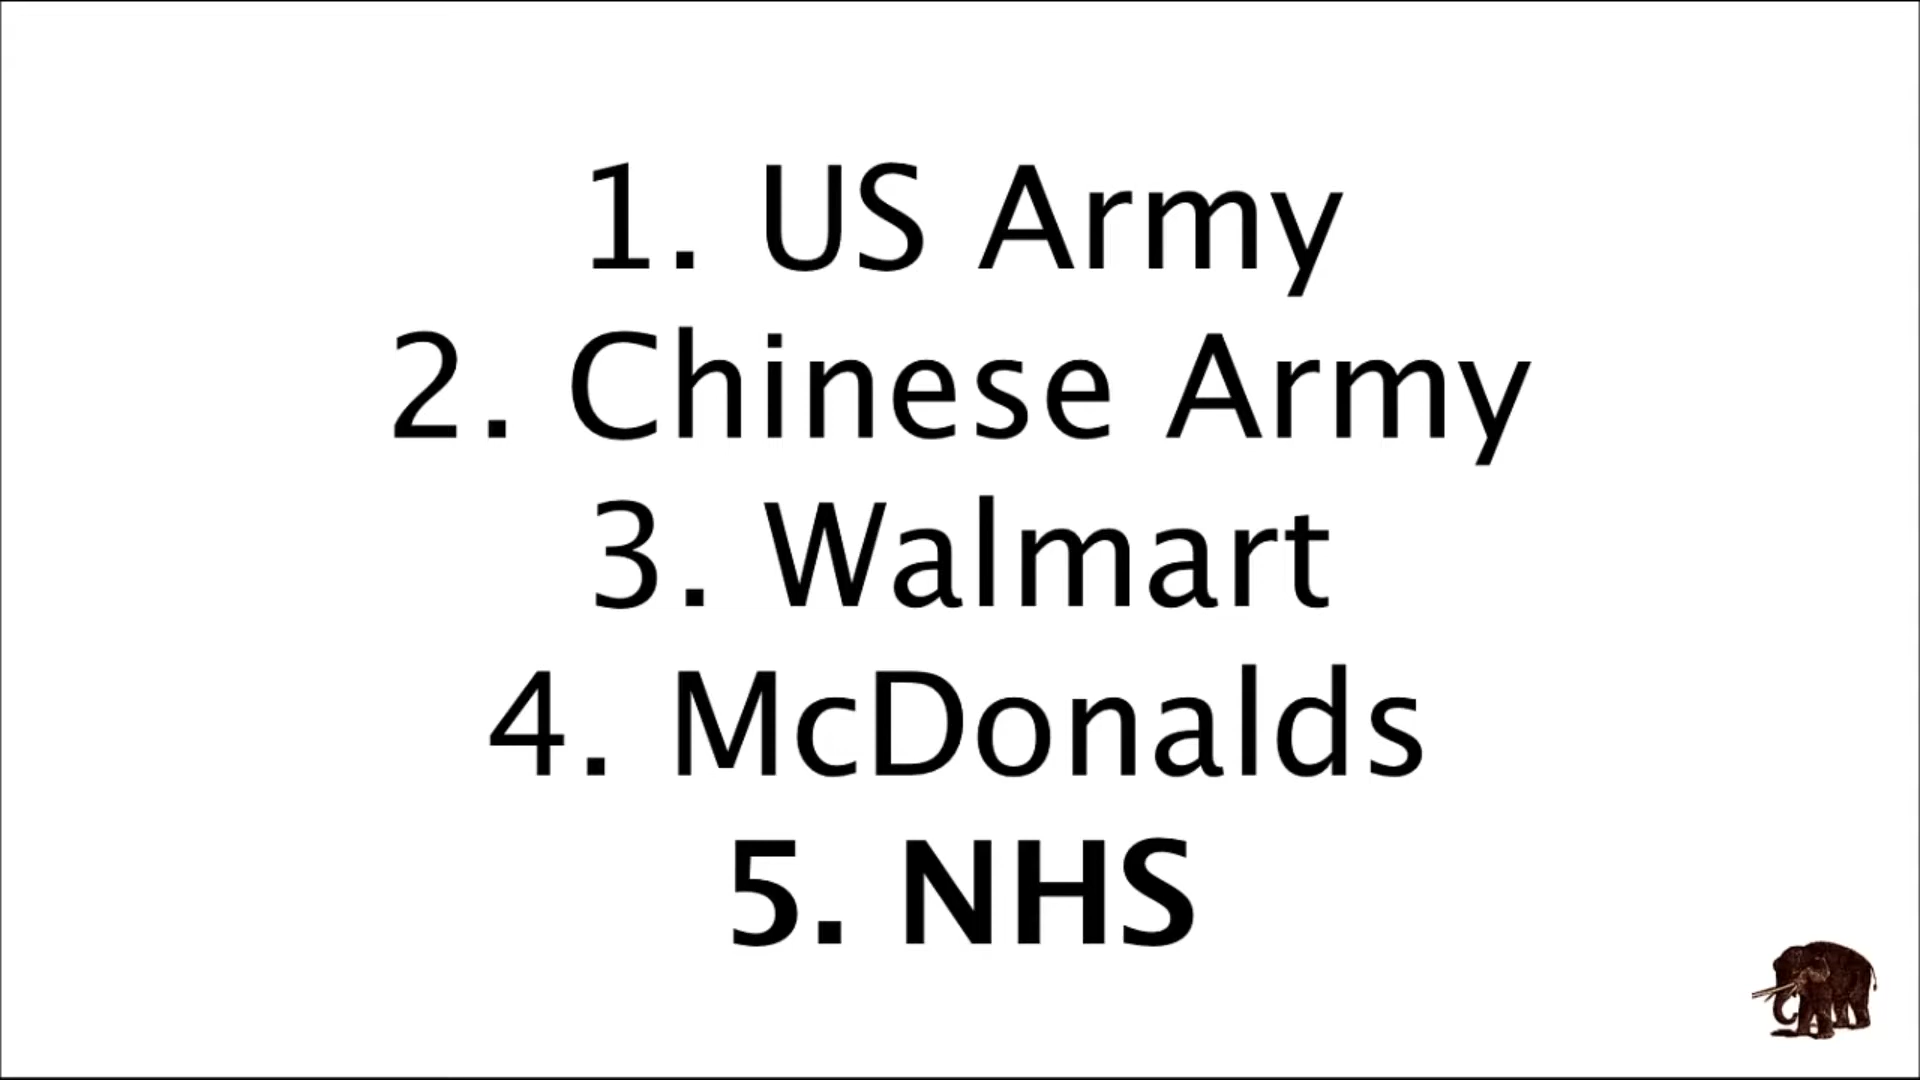 1. US Army
2. Chinese Army
3. Walmart
4. McDonalds
5. NHS